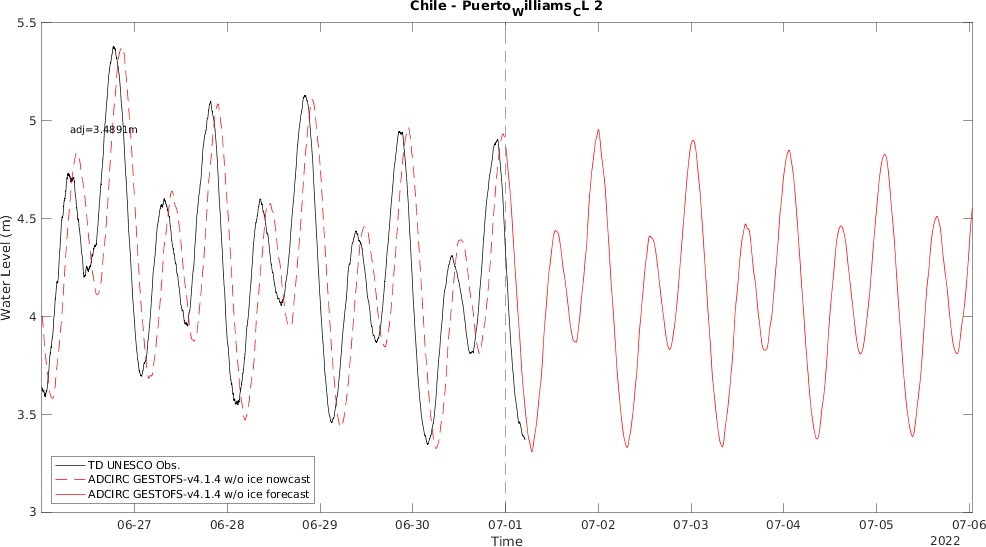 Chile - Puerto_Williams_CL 2
5.5
5
4.5
4
3.5
3
Water Level (m)
adj=3.4891m
TD UNESCO Obs.
ADCIRC GESTOFS-v4.1.4 w/o ice nowcast
ADCIRC GESTOFS-v4.1.4 w/o ice forecast
06-27
06-28
06-29
06-30
07-01
07-02
07-03
07-04
07-05
07-06
Time
2022